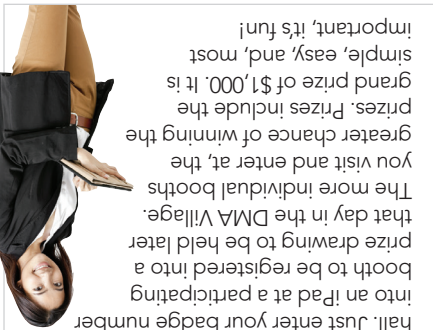 hall. Just enter your badge number
into an iPad at a participating
booth to be registered into a
prize drawing to be held later
that day in the DMA Village.
The more individual booths
you visit and enter at, the
greater chance of winning the
prizes. Prizes include the
grand prize of $1,000. It is
simple, easy, and, most
important, it's fun!